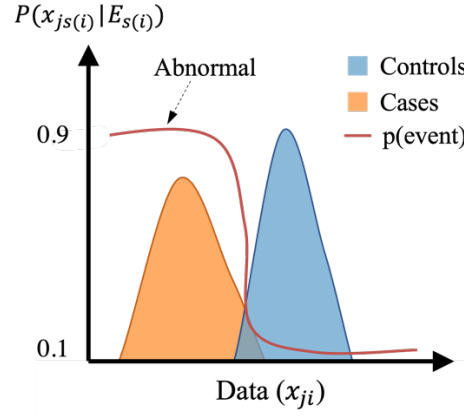 P(x_{js(i)}|E_{s(i)})
Abnormal
Controls
Cases
p(event)
0.9
0.1
Data (x_{ji})